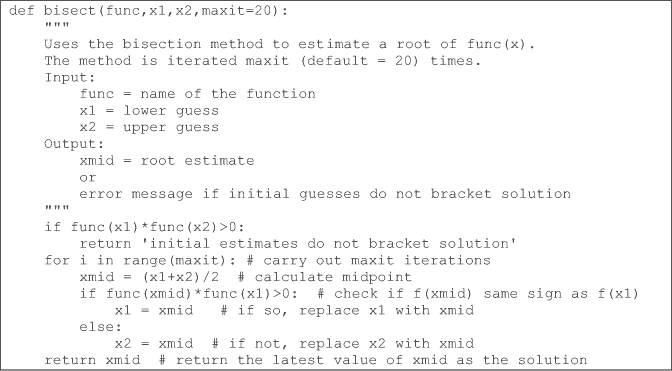 def bisect(func,x1,x2,maxit=20):
    """
    Uses the bisection method to estimate a root of func(x).
    The method is iterated maxit (default = 20) times.
    Input:
        func = name of the function
        x1 = lower guess
        x2 = upper guess
    Output:
        xmid = root estimate
        or
        error message if initial guesses do not bracket solution
    """
    if func(x1)*func(x2)>0:
        return 'initial estimates do not bracket solution'
    for i in range(maxit): # carry out maxit iterations
        xmid = (x1+x2)/2  # calculate midpoint
        if func(xmid)*func(x1)>0:  # check if f(xmid) same sign as f(x1)
            x1 = xmid   # if so, replace x1 with xmid
        else:
            x2 = xmid  # if not, replace x2 with xmid
    return xmid  # return the latest value of xmid as the solution